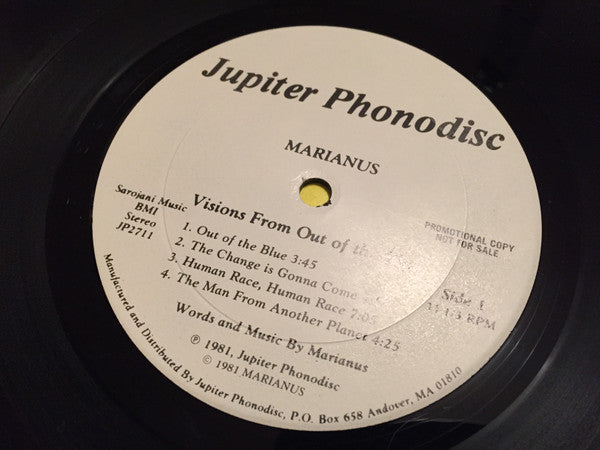 Jupiter Phonodisc
MARIANUS
Sarojani Music
BMI
Stereo
JP2711
Visions From Out of the
PROMOTIONAL COPY
NOT FOR SALE
1. Out of the Blue 3:45
2. The Change is Gonna Come
3. Human Race, Human Race 7:05
4. The Man From Another Planet 4:25
Side 1
RPM
Words and Music By Marianus
Ⓟ 1981, Jupiter Phonodisc
© 1981 MARIANUS
Manufactured and Distributed By Jupiter Phonodisc, P.O. Box 658 Andover, MA 01810